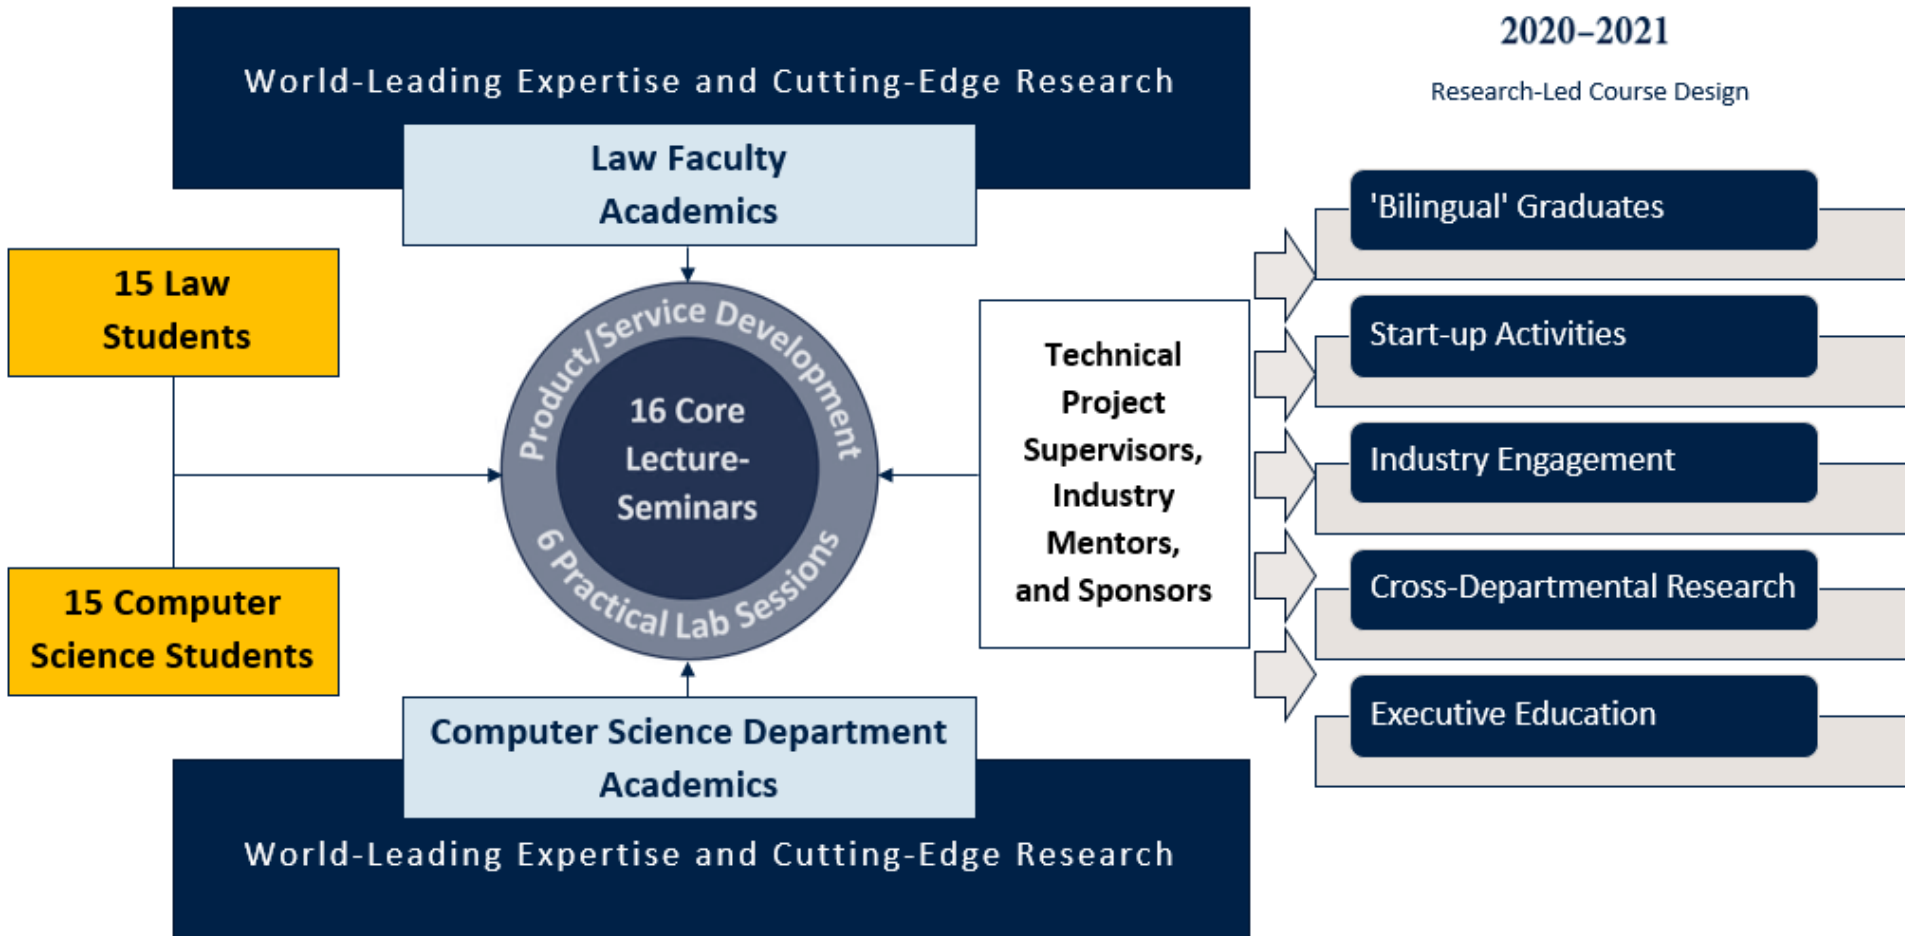 World-Leading Expertise and Cutting-Edge Research
Law Faculty
Academics
15 Law
Students
15 Computer
Science Students
Product/Service Development
16 Core
Lecture-
Seminars
6 Practical Lab Sessions
Technical
Project
Supervisors,
Industry
Mentors,
and Sponsors
Computer Science Department
Academics
World-Leading Expertise and Cutting-Edge Research
2020–2021
Research-Led Course Design
'Bilingual' Graduates
Start-up Activities
Industry Engagement
Cross-Departmental Research
Executive Education